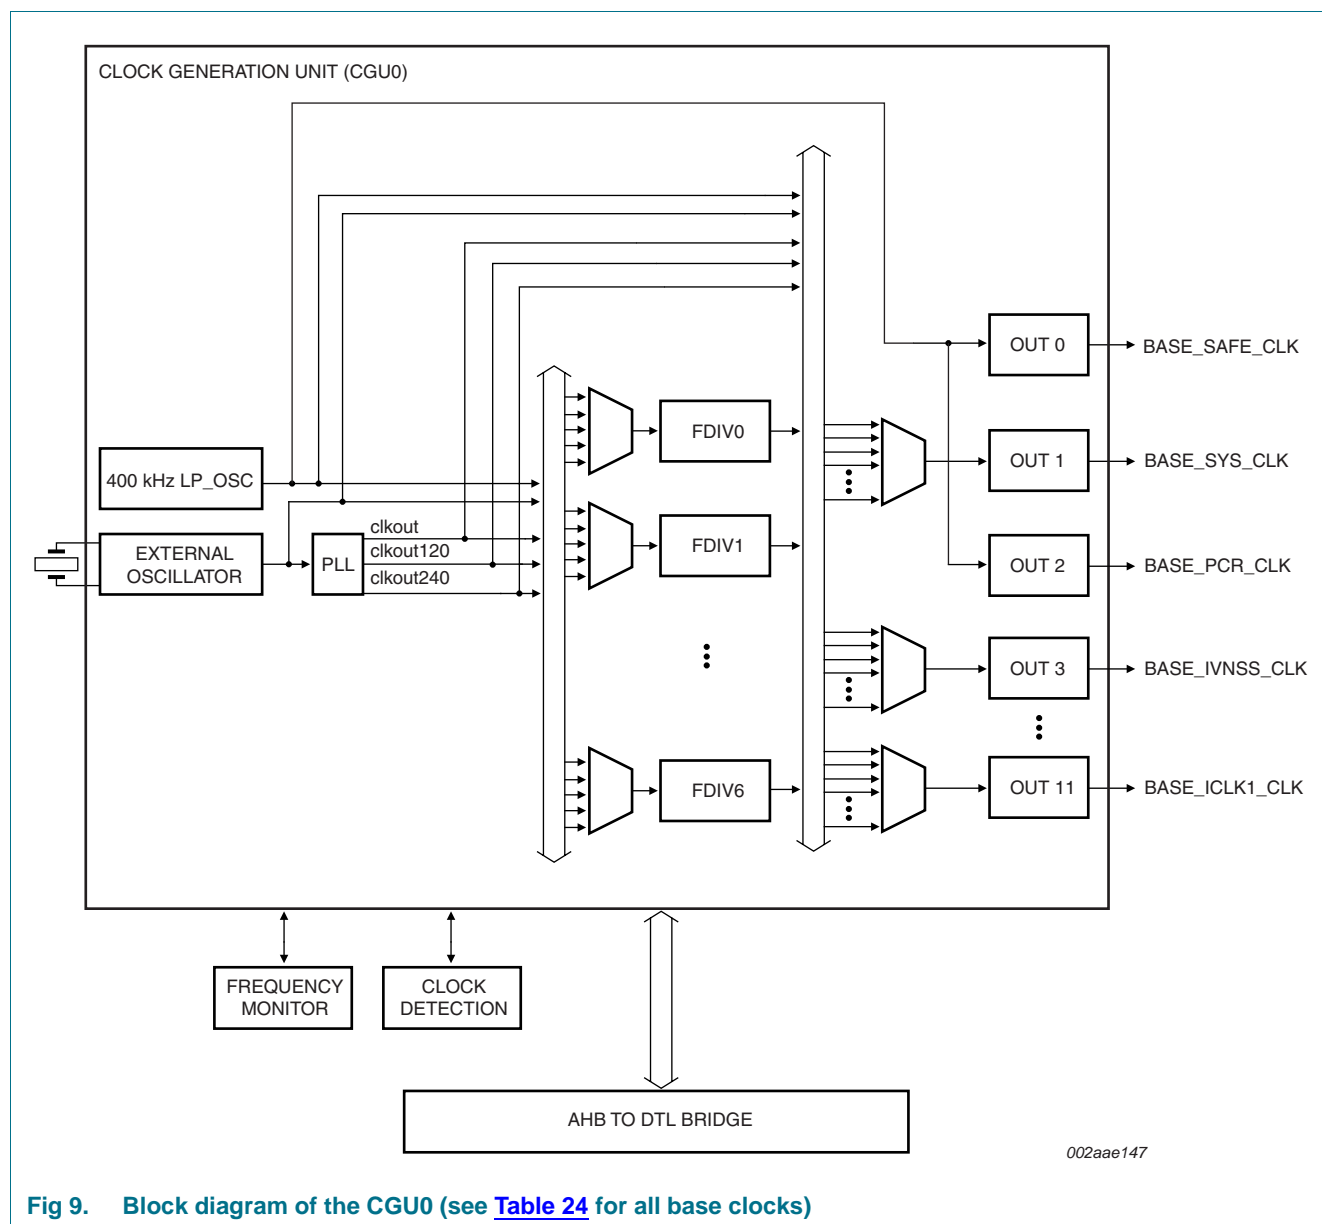 CLOCK GENERATION UNIT (CGU0)
400 kHz LP_OSC
EXTERNAL
OSCILLATOR
PLL
clkout
clkout120
clkout240
FDIV0
FDIV1
FDIV6
OUT 0
OUT 1
OUT 2
OUT 3
OUT 11
BASE_SAFE_CLK
BASE_SYS_CLK
BASE_PCR_CLK
BASE_IVNSS_CLK
BASE_ICLK1_CLK
FREQUENCY
MONITOR
CLOCK
DETECTION
AHB TO DTL BRIDGE
002aae147
Fig 9. Block diagram of the CGU0 (see Table 24 for all base clocks)